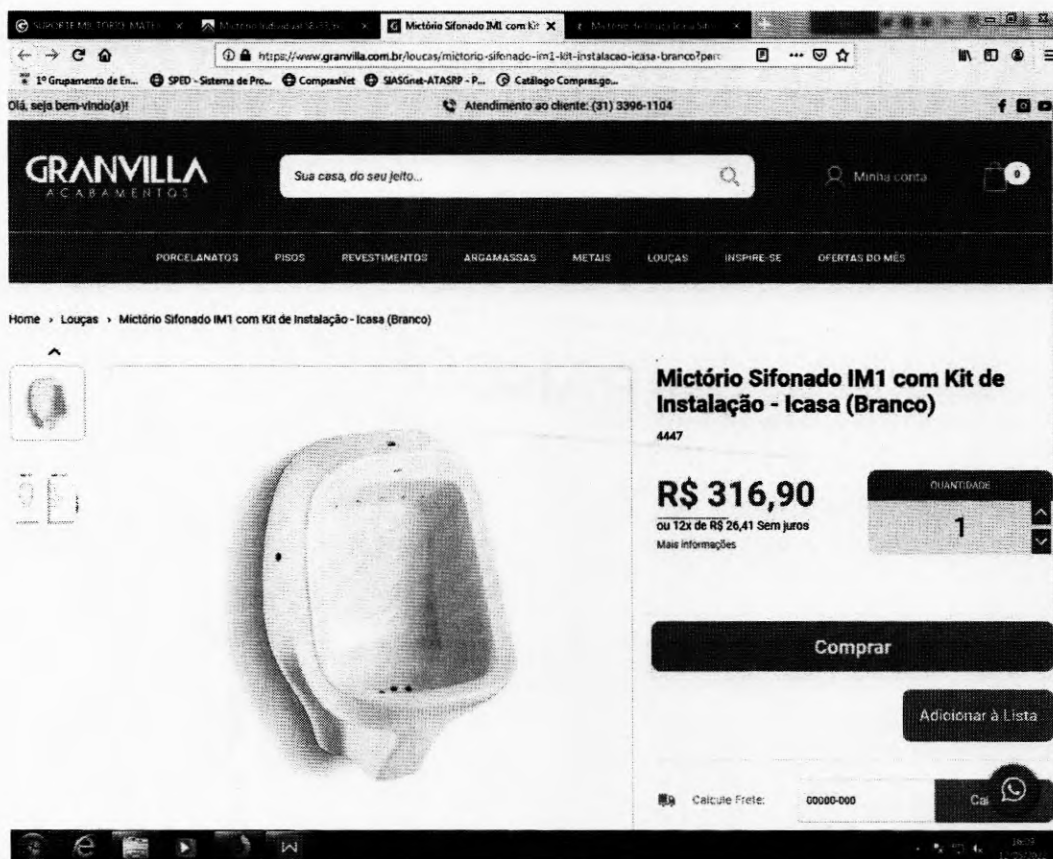 Mictório Sifonado IM1 com Kit
https://www.granvilla.com.br/loucas/mictorio-sifonado-im1-kit-instalacao-icasa-branco?par
1º Grupamento de En... SPED - Sistema de Pro... ComprasNet SIASGnet-ATASRP - P... Catálogo Compras.go...
Olá, seja bem-vindo(a)! Atendimento ao cliente: (31) 3396-1104
GRANVILLA
ACABAMENTOS
Sua casa, do seu jeito...
Minha conta
0
PORCELANATOS PISOS REVESTIMENTOS ARGAMASSAS METAIS LOUÇAS INSPIRE-SE OFERTAS DO MÊS
Home › Louças › Mictório Sifonado IM1 com Kit de Instalação - Icasa (Branco)
Mictório Sifonado IM1 com Kit de
Instalação - Icasa (Branco)
4447
R$ 316,90
ou 12x de R$ 26,41 Sem juros
Mais informações
QUANTIDADE
1
Comprar
Adicionar à Lista
Calcule Frete: 00000-000 Cal